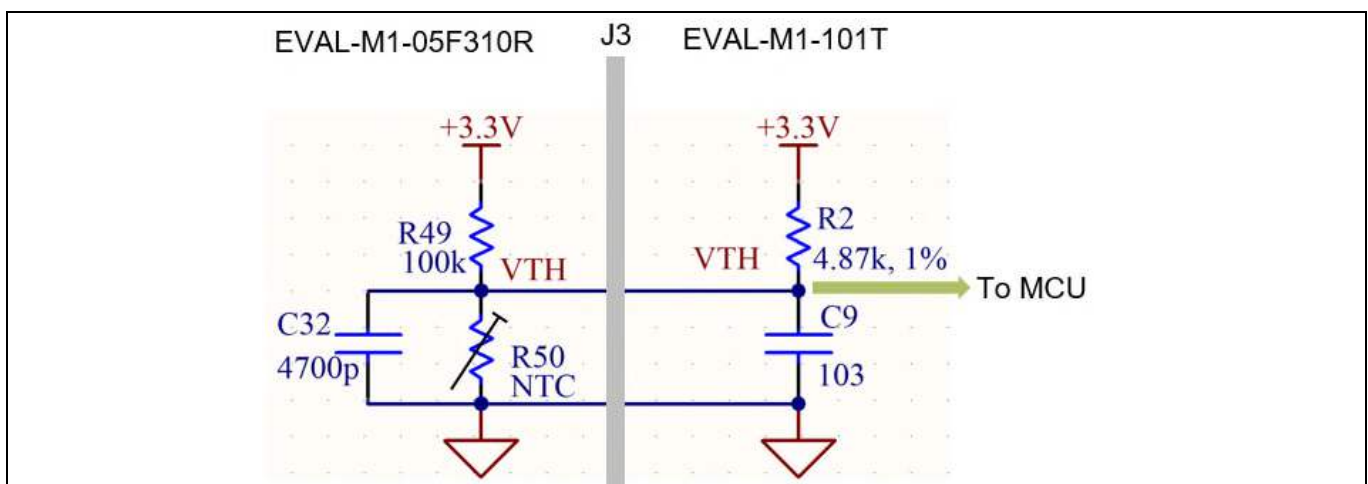 EVAL-M1-05F310R J3 EVAL-M1-101T
+3.3V +3.3V
R49
100k
VTH
VTH
R2
4.87k, 1%
To MCU
C32
4700p
R50
NTC
C9
103